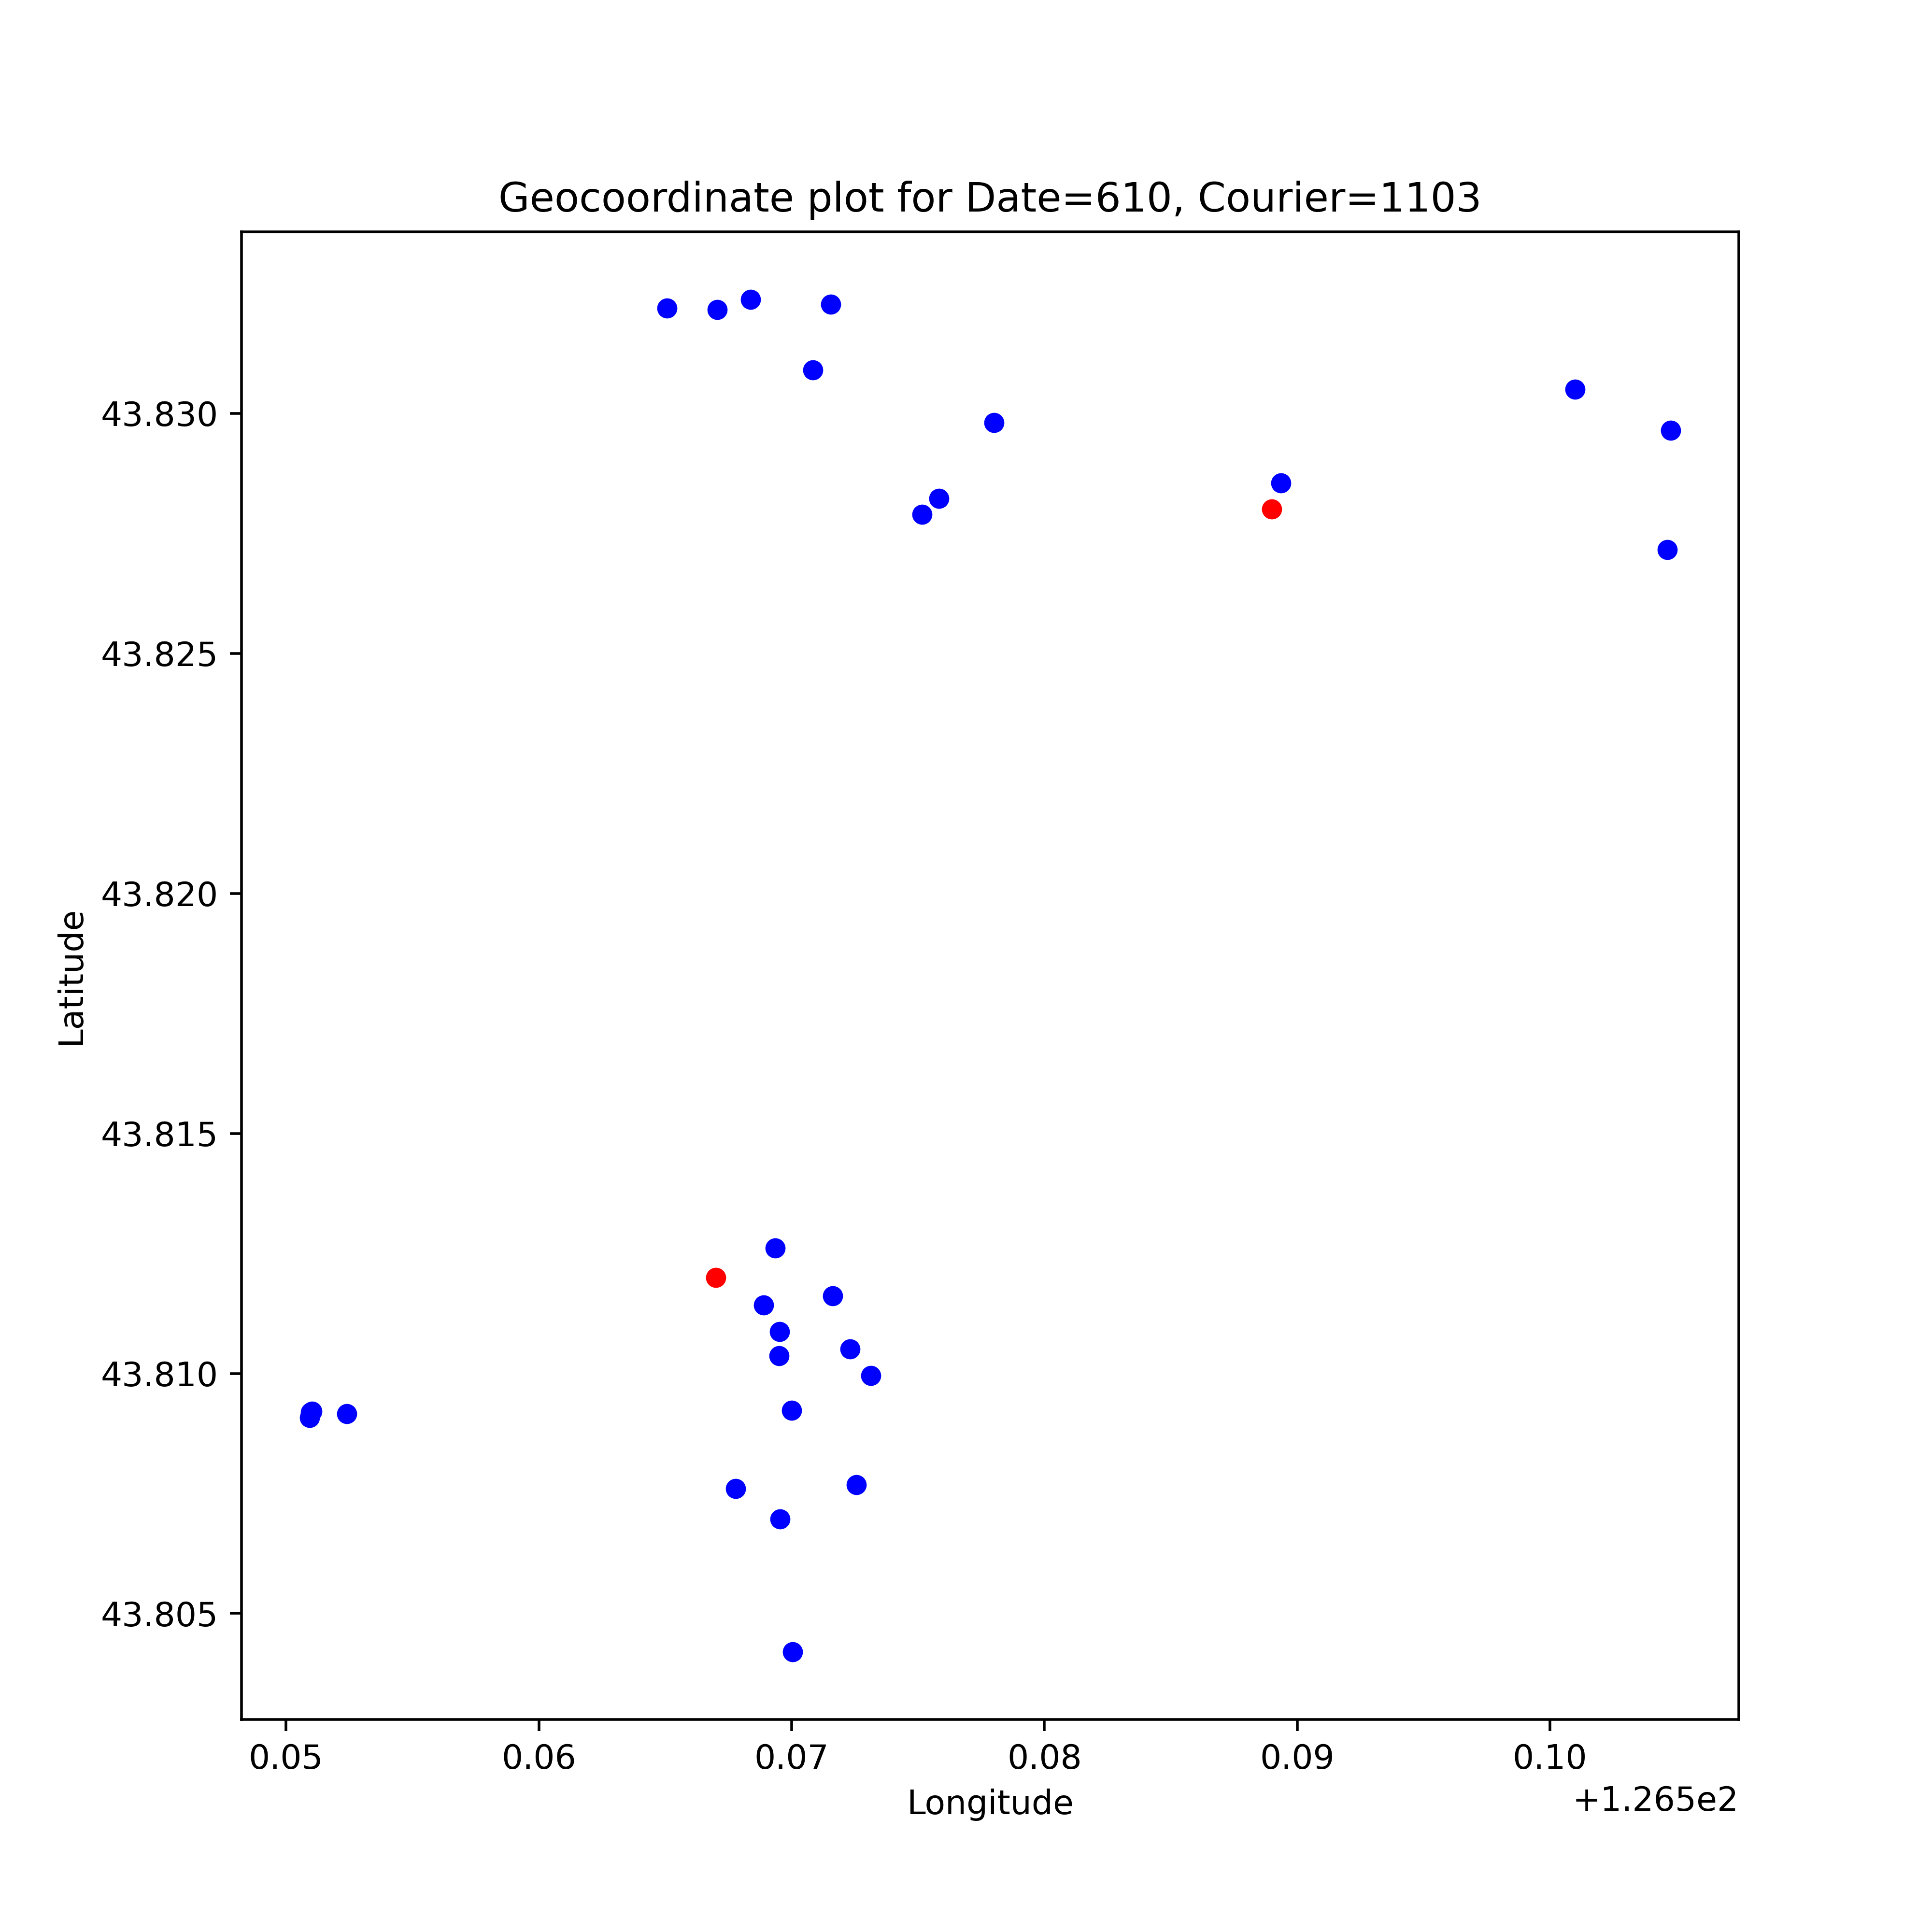 Geocoordinate plot for Date=610, Courier=1103
43.830
43.825
43.820
43.815
43.810
43.805
Latitude
0.05 0.06 0.07 0.08 0.09 0.10
+1.265e2
Longitude